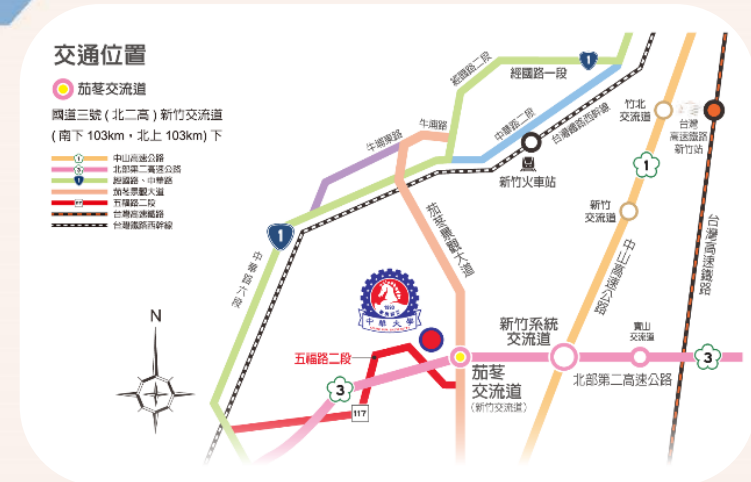 交通位置
茄苳交流道
國道三號 ( 北二高 ) 新竹交流道
( 南下 103km，北上 103km) 下
1 中山高速公路
3 北部第二高速公路
1 經國路、中華路
茄苳景觀大道
117 五福路二段
台灣高速鐵路
台灣鐵路西幹線
經國路二段
經國路一段
1
牛埔東路
牛埔路
中華路二段
台灣鐵路西幹線
新竹火車站
竹北
交流道
台灣
高速鐵路
新竹站
1
新竹
交流道
中山高速公路
台灣高速鐵路
1
中華路六段
茄苳景觀大道
N
中華大學
五福路二段
3
117
茄苳
交流道
(新竹交流道)
新竹系統
交流道
寶山
交流道
北部第二高速公路
3